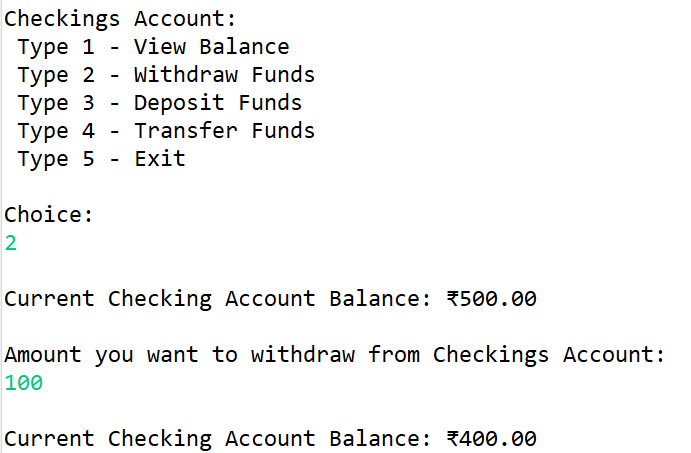 Checkings Account:
Type 1 - View Balance
Type 2 - Withdraw Funds
Type 3 - Deposit Funds
Type 4 - Transfer Funds
Type 5 - Exit
Choice:
2
Current Checking Account Balance: ₹500.00
Amount you want to withdraw from Checkings Account:
100
Current Checking Account Balance: ₹400.00